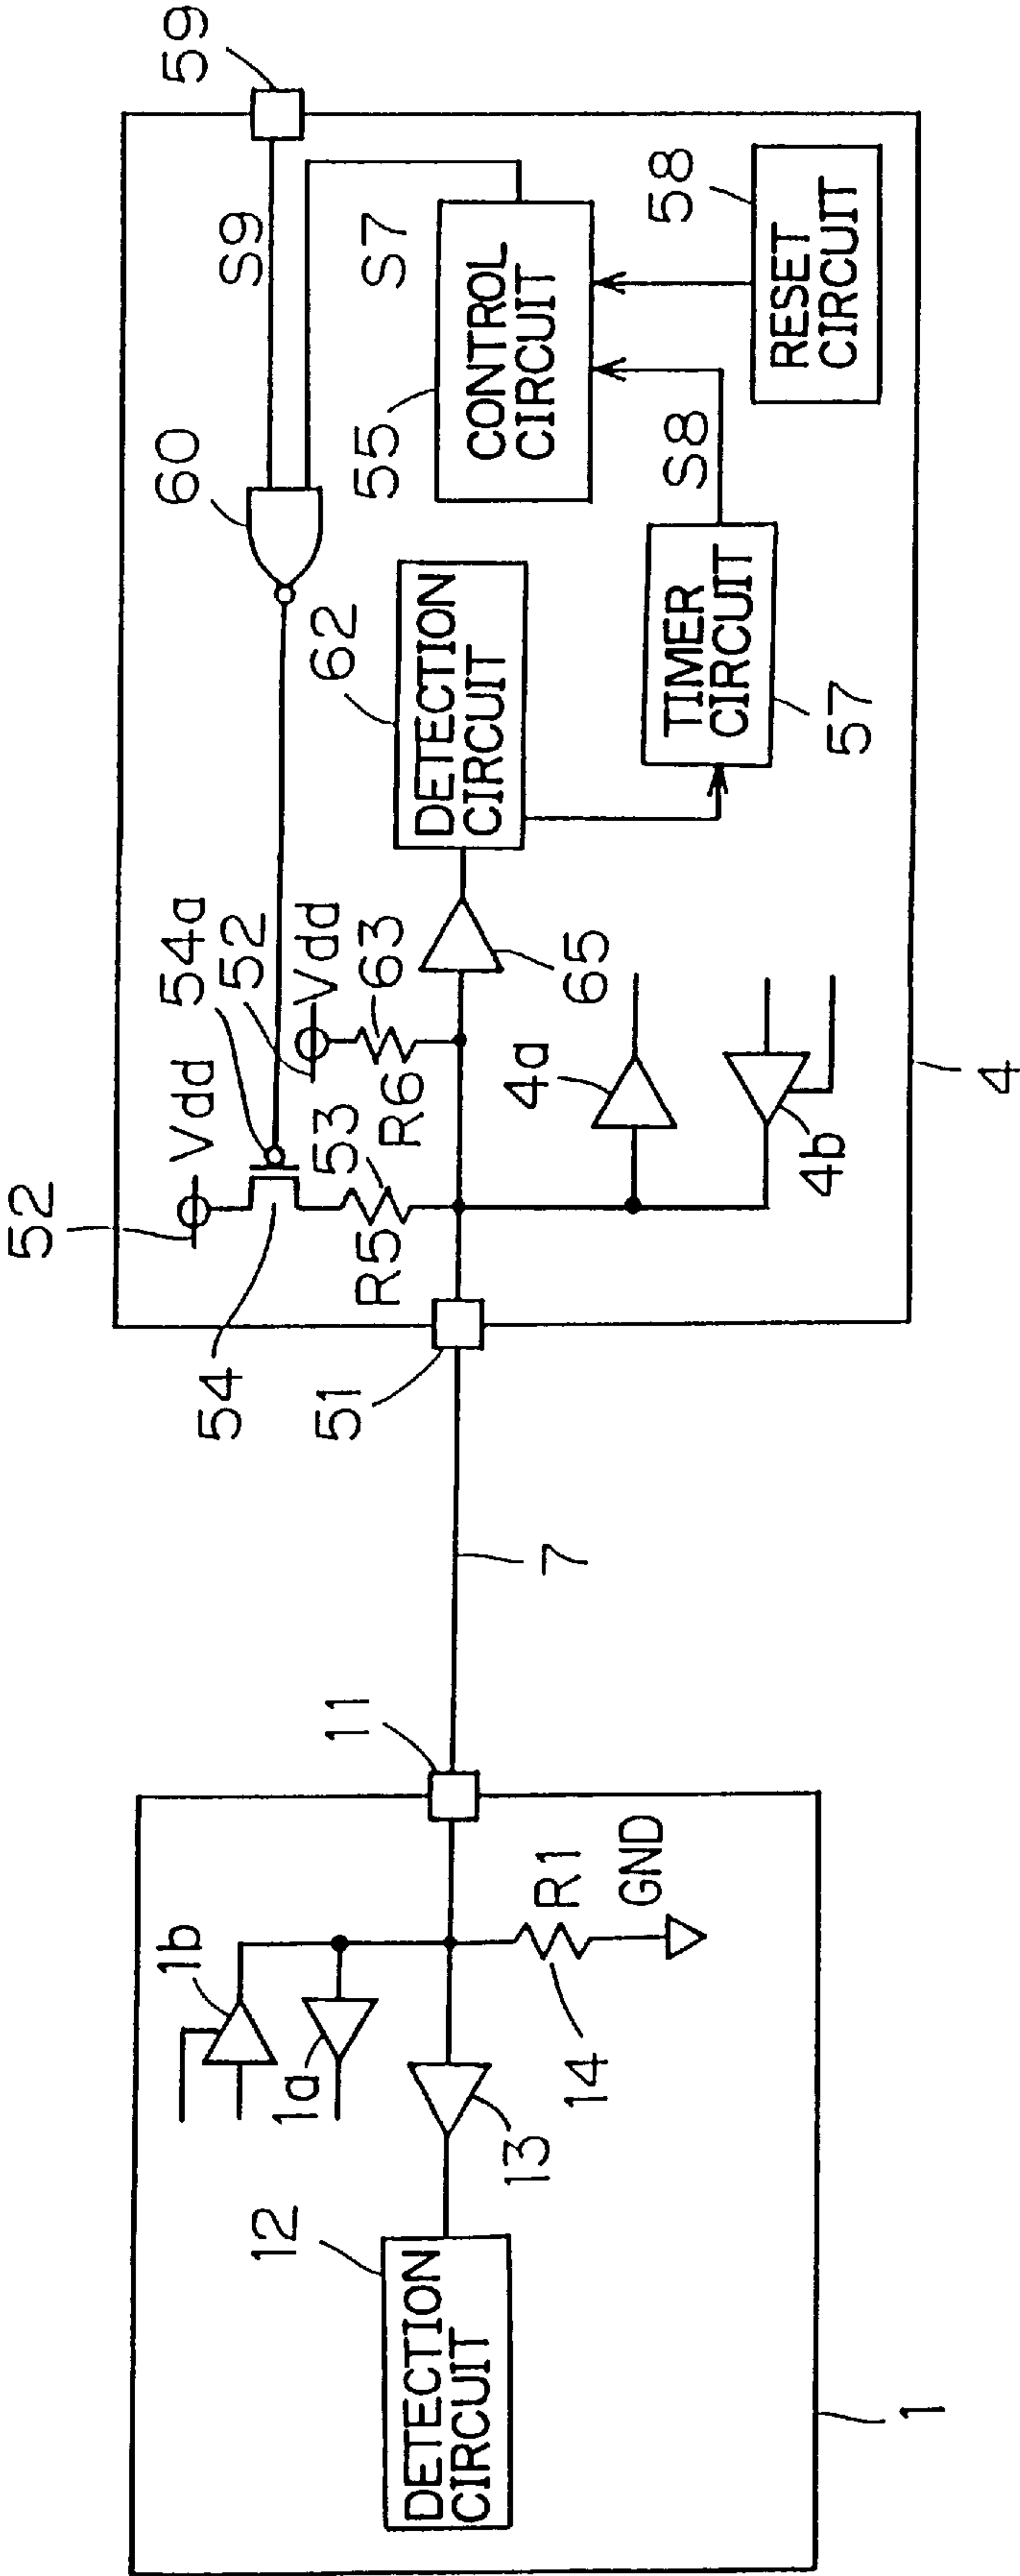 1b
1a
12
DETECTION
CIRCUIT
13
14
R1
GND
1
11
7
51
52
Vdd
54a
54
52
Vdd
53
R5
63
R6
65
4a
4b
4
60
62
DETECTION
CIRCUIT
TIMER
CIRCUIT
57
S8
55
CONTROL
CIRCUIT
S7
S9
59
58
RESET
CIRCUIT